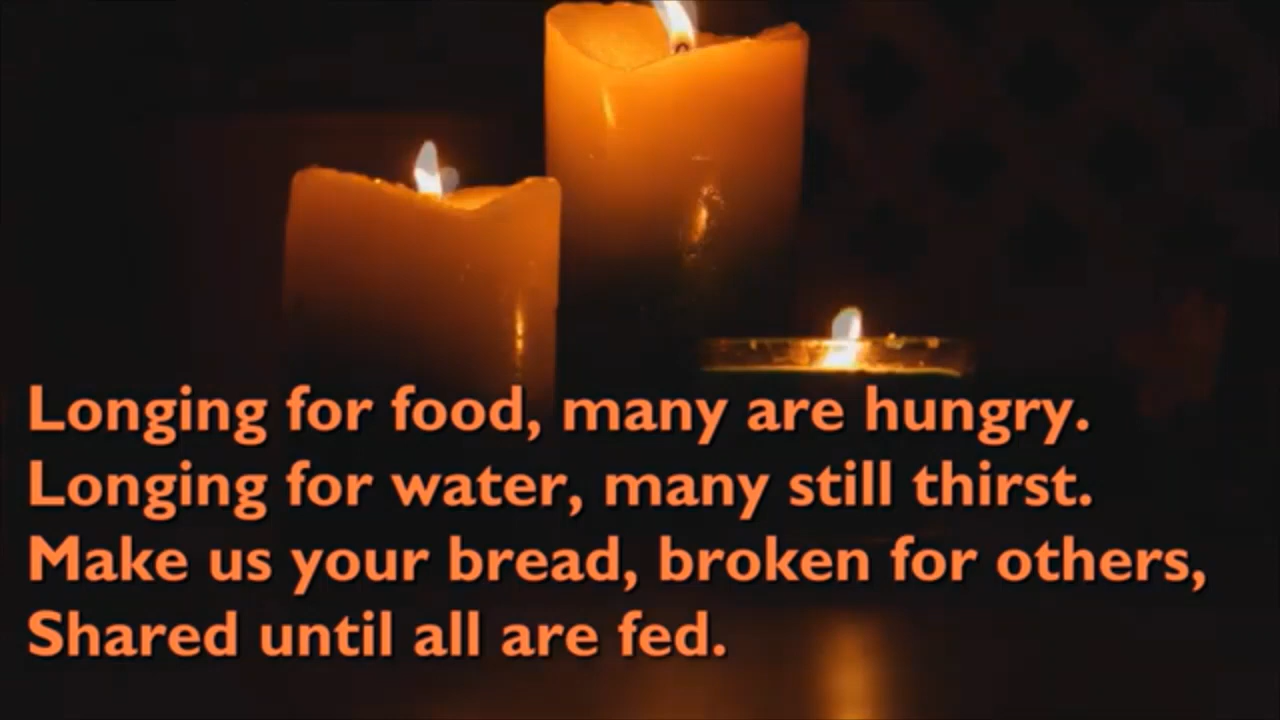 Longing for food, many are hungry.
Longing for water, many still thirst.
Make us your bread, broken for others,
Shared until all are fed.